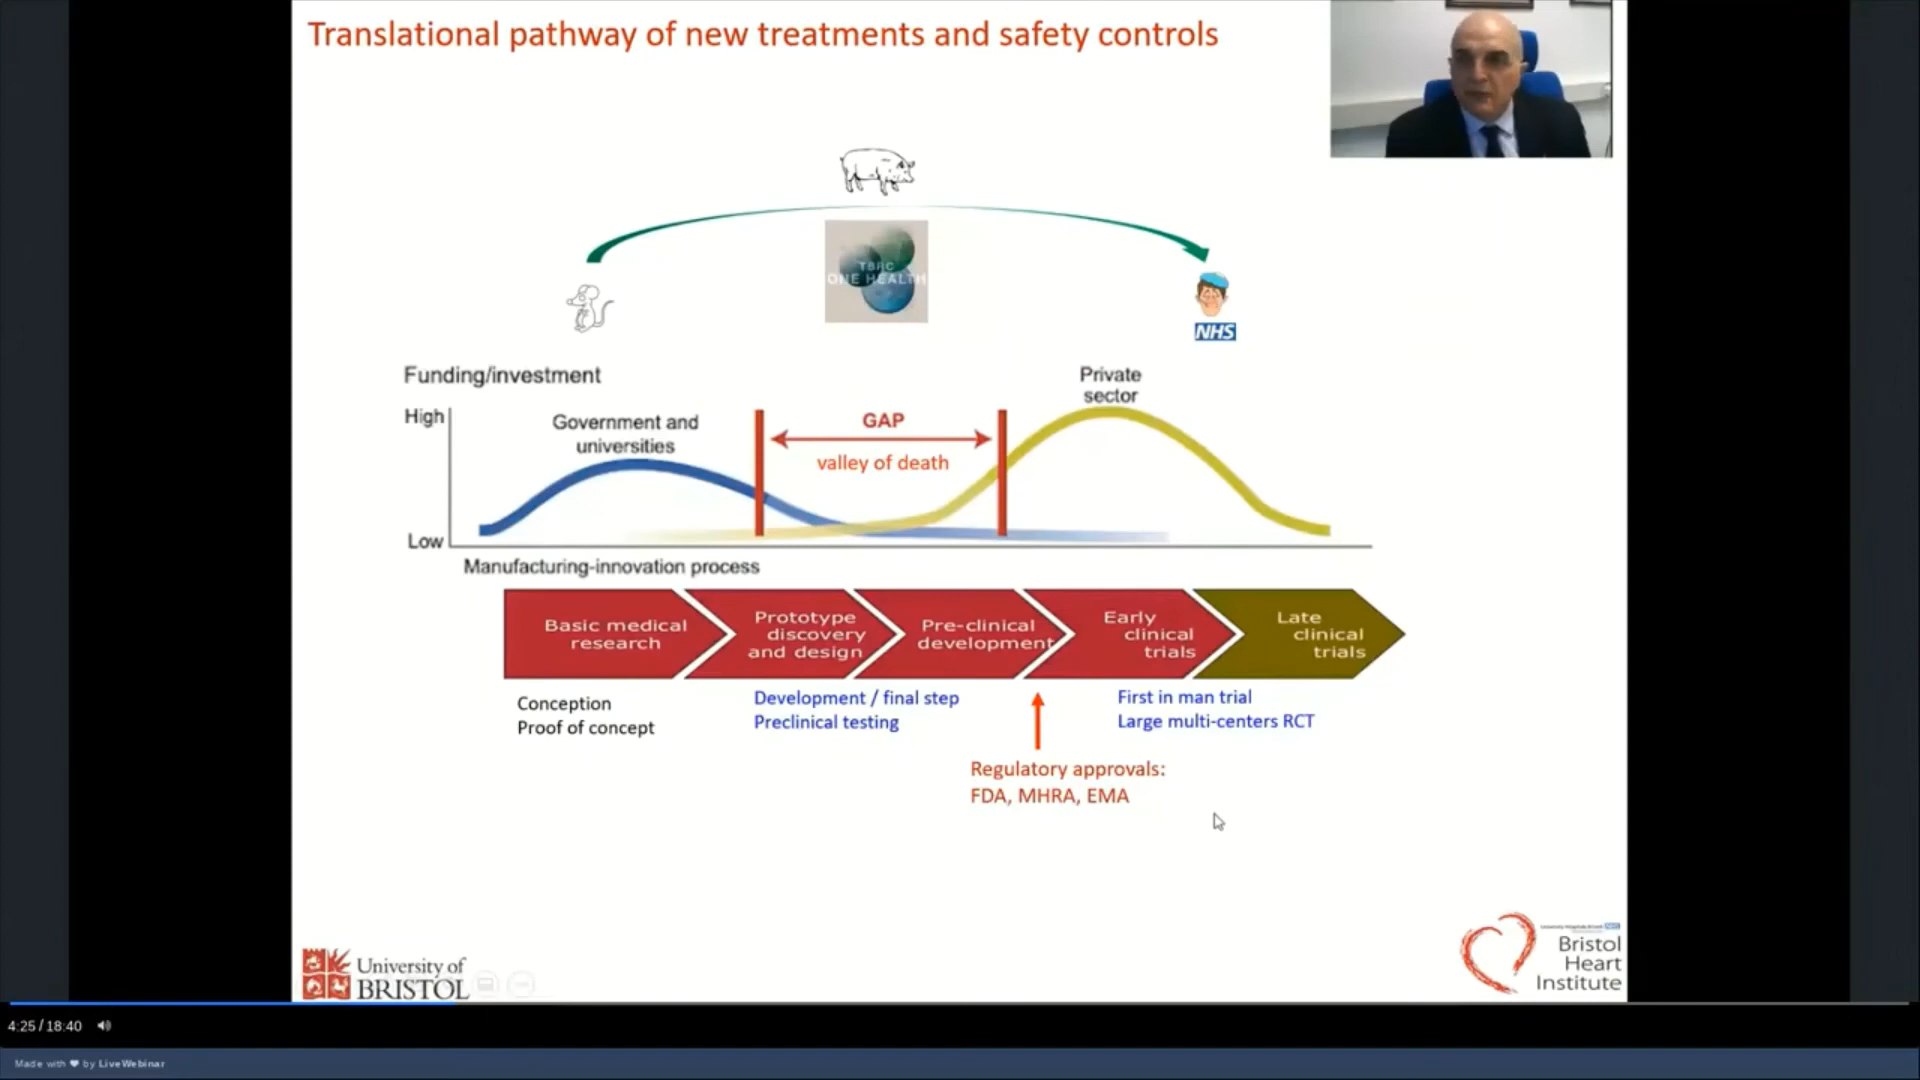 Translational pathway of new treatments and safety controls
TBRC
ONE HEALTH
NHS
Funding/investment
High
Low
Government and
universities
GAP
valley of death
Private
sector
Manufacturing-innovation process
Basic medical
research
Prototype
discovery
and design
Pre-clinical
development
Early
clinical
trials
Late
clinical
trials
Conception
Proof of concept
Development / final step
Preclinical testing
First in man trial
Large multi-centers RCT
Regulatory approvals:
FDA, MHRA, EMA
University of
BRISTOL
Bristol
Heart
Institute
4:25 / 18:40
Made with ❤ by LiveWebinar